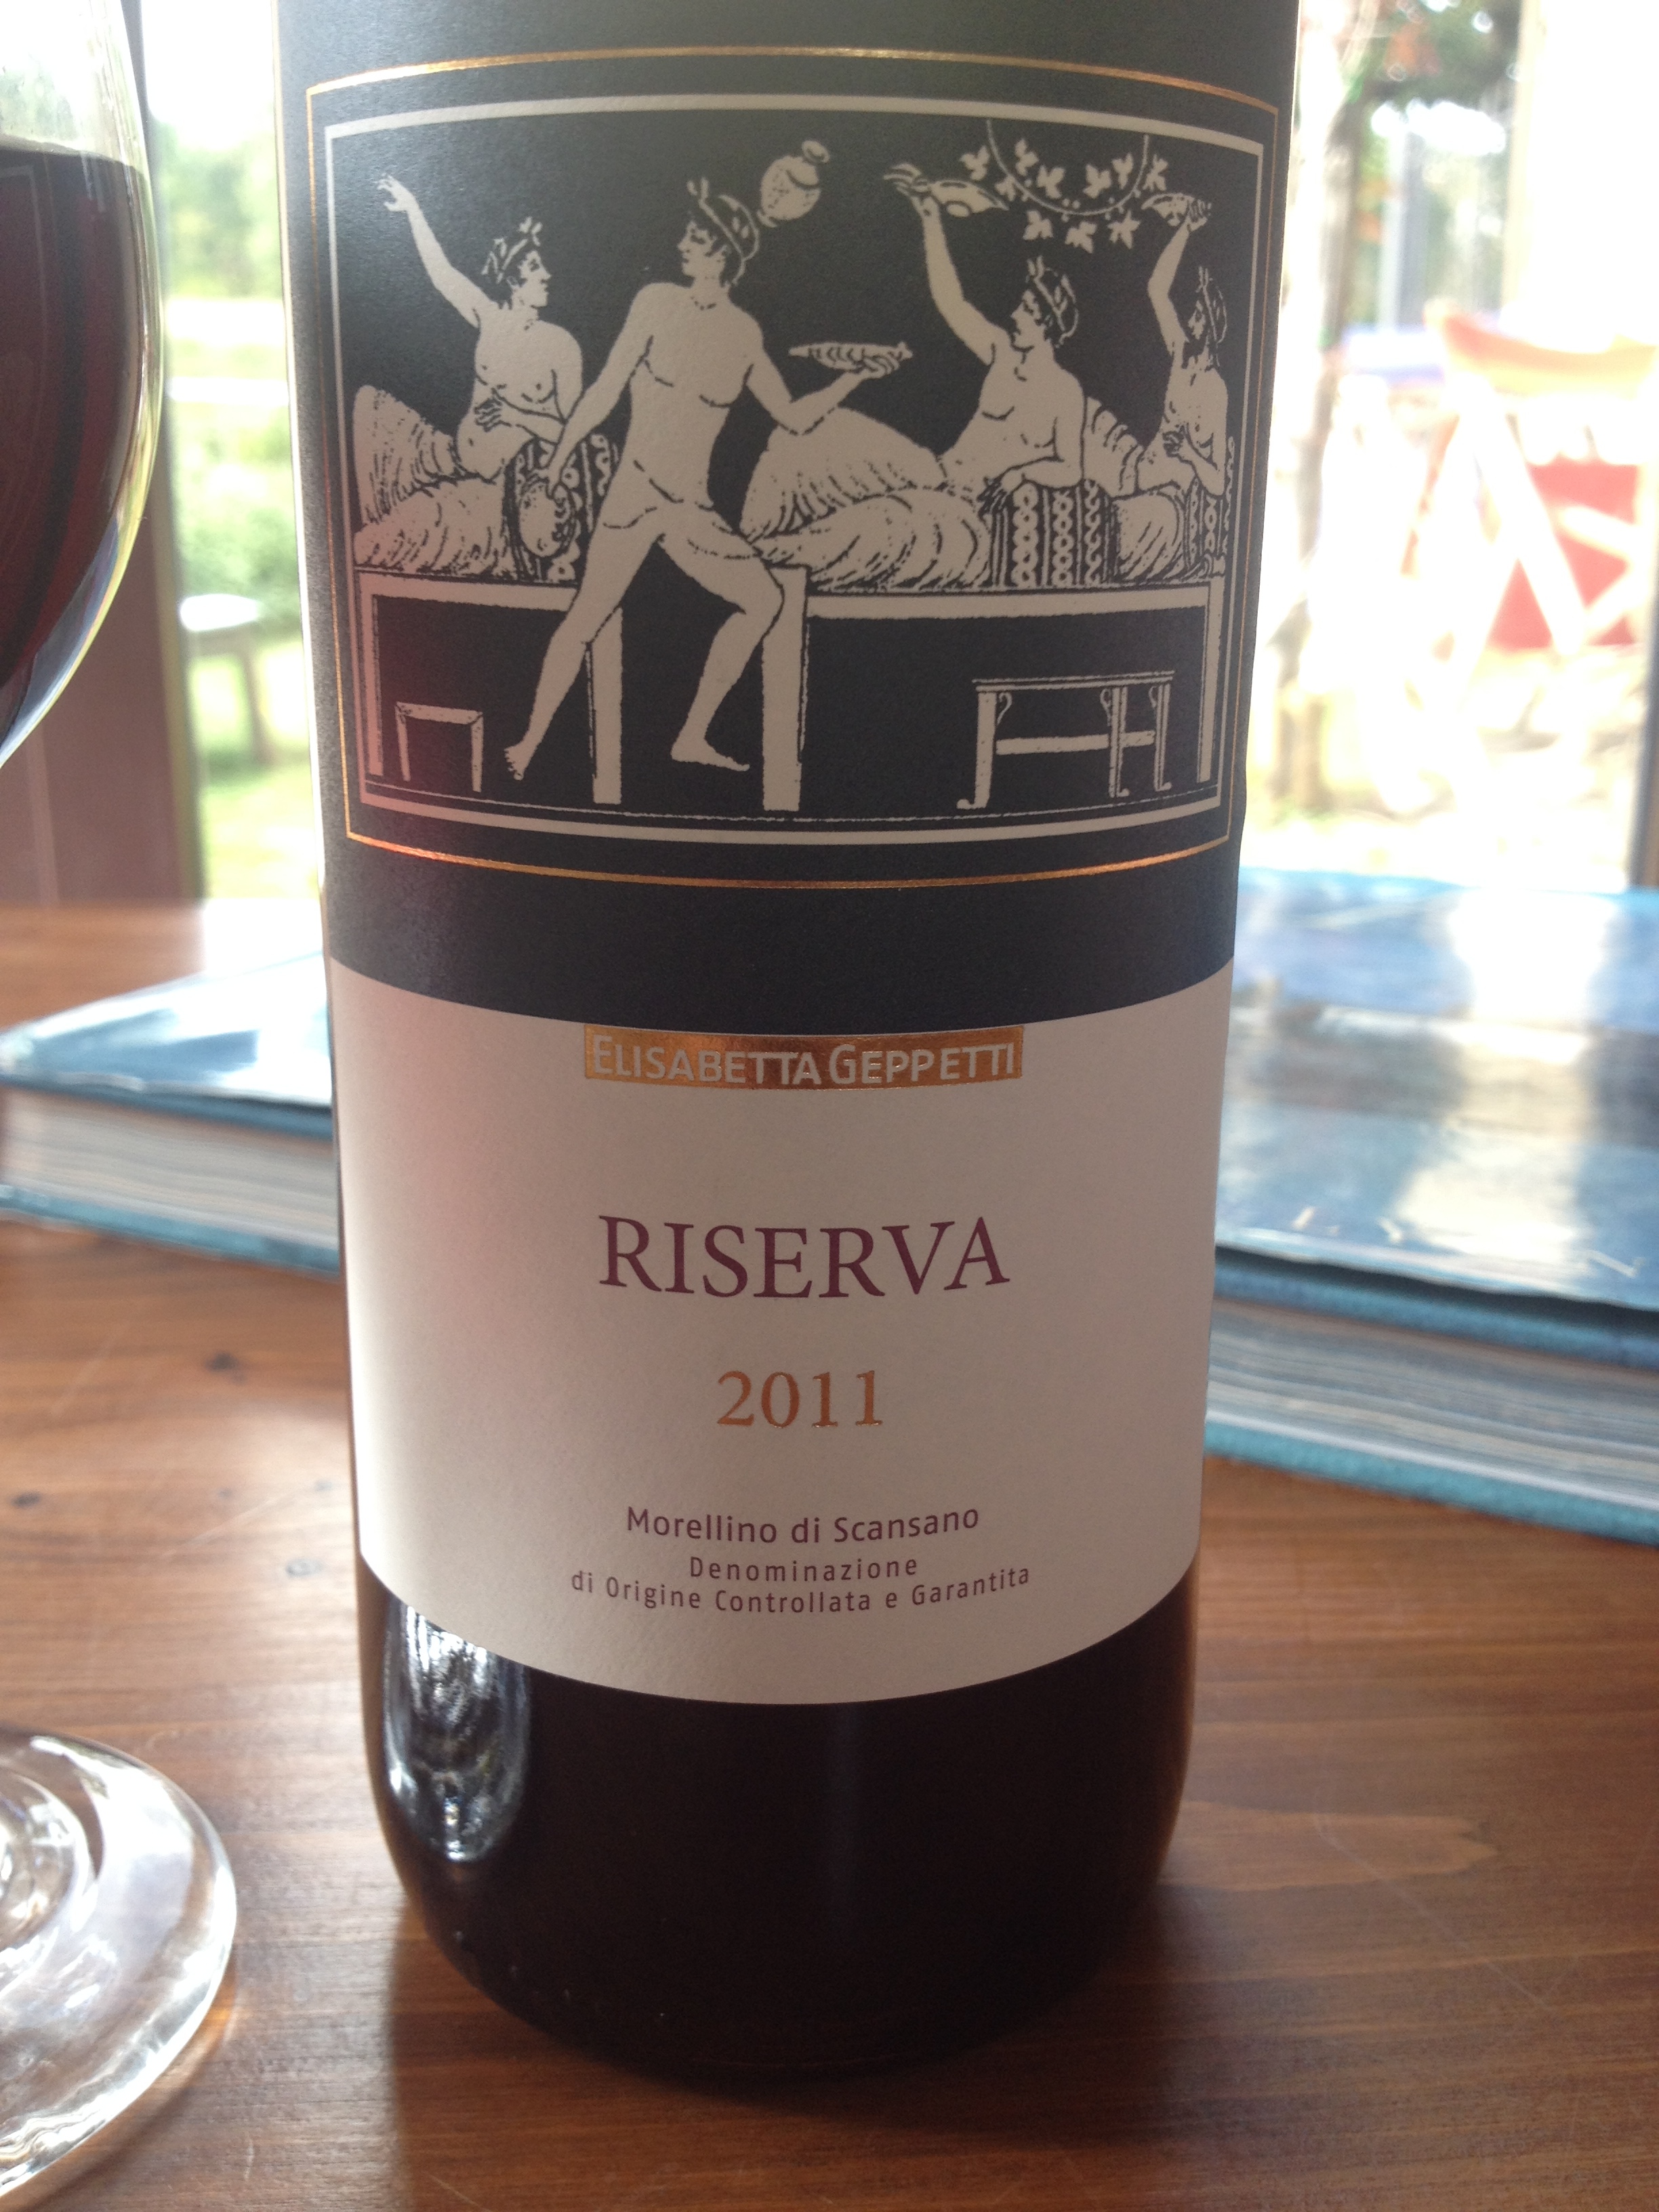 ELISABETTA GEPPETTI
RISERVA
2011
Morellino di Scansano
Denominazione
di Origine Controllata e Garantita